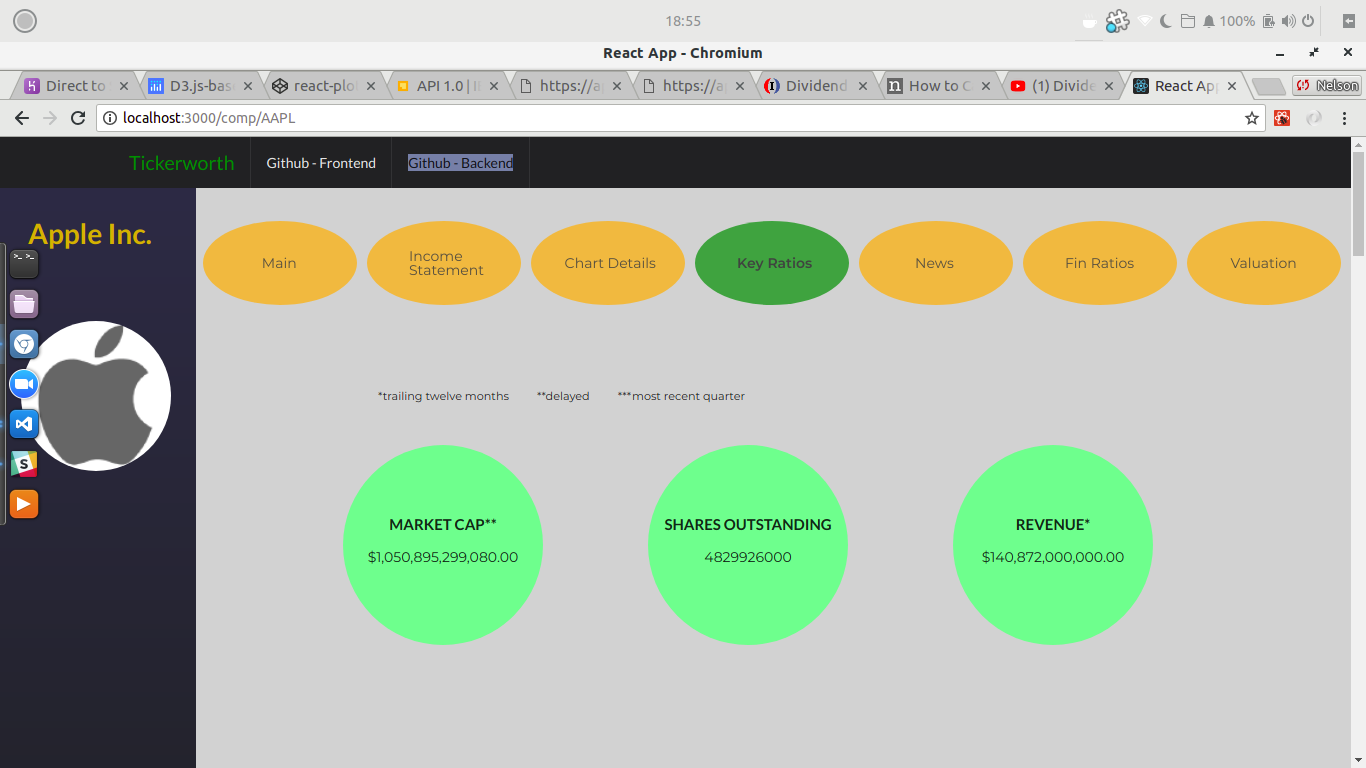 18:55
100%
React App - Chromium
Direct to
D3.js-bas
react-plot
API 1.0 | I
https://a
https://a
Dividend
How to C
(1) Divide
React App
Nelson
localhost:3000/comp/AAPL
Tickerworth
Github - Frontend
Github - Backend
Apple Inc.
Main
Income
Statement
Chart Details
Key Ratios
News
Fin Ratios
Valuation
*trailing twelve months
**delayed
***most recent quarter
MARKET CAP**
$1,050,895,299,080.00
SHARES OUTSTANDING
4829926000
REVENUE*
$140,872,000,000.00